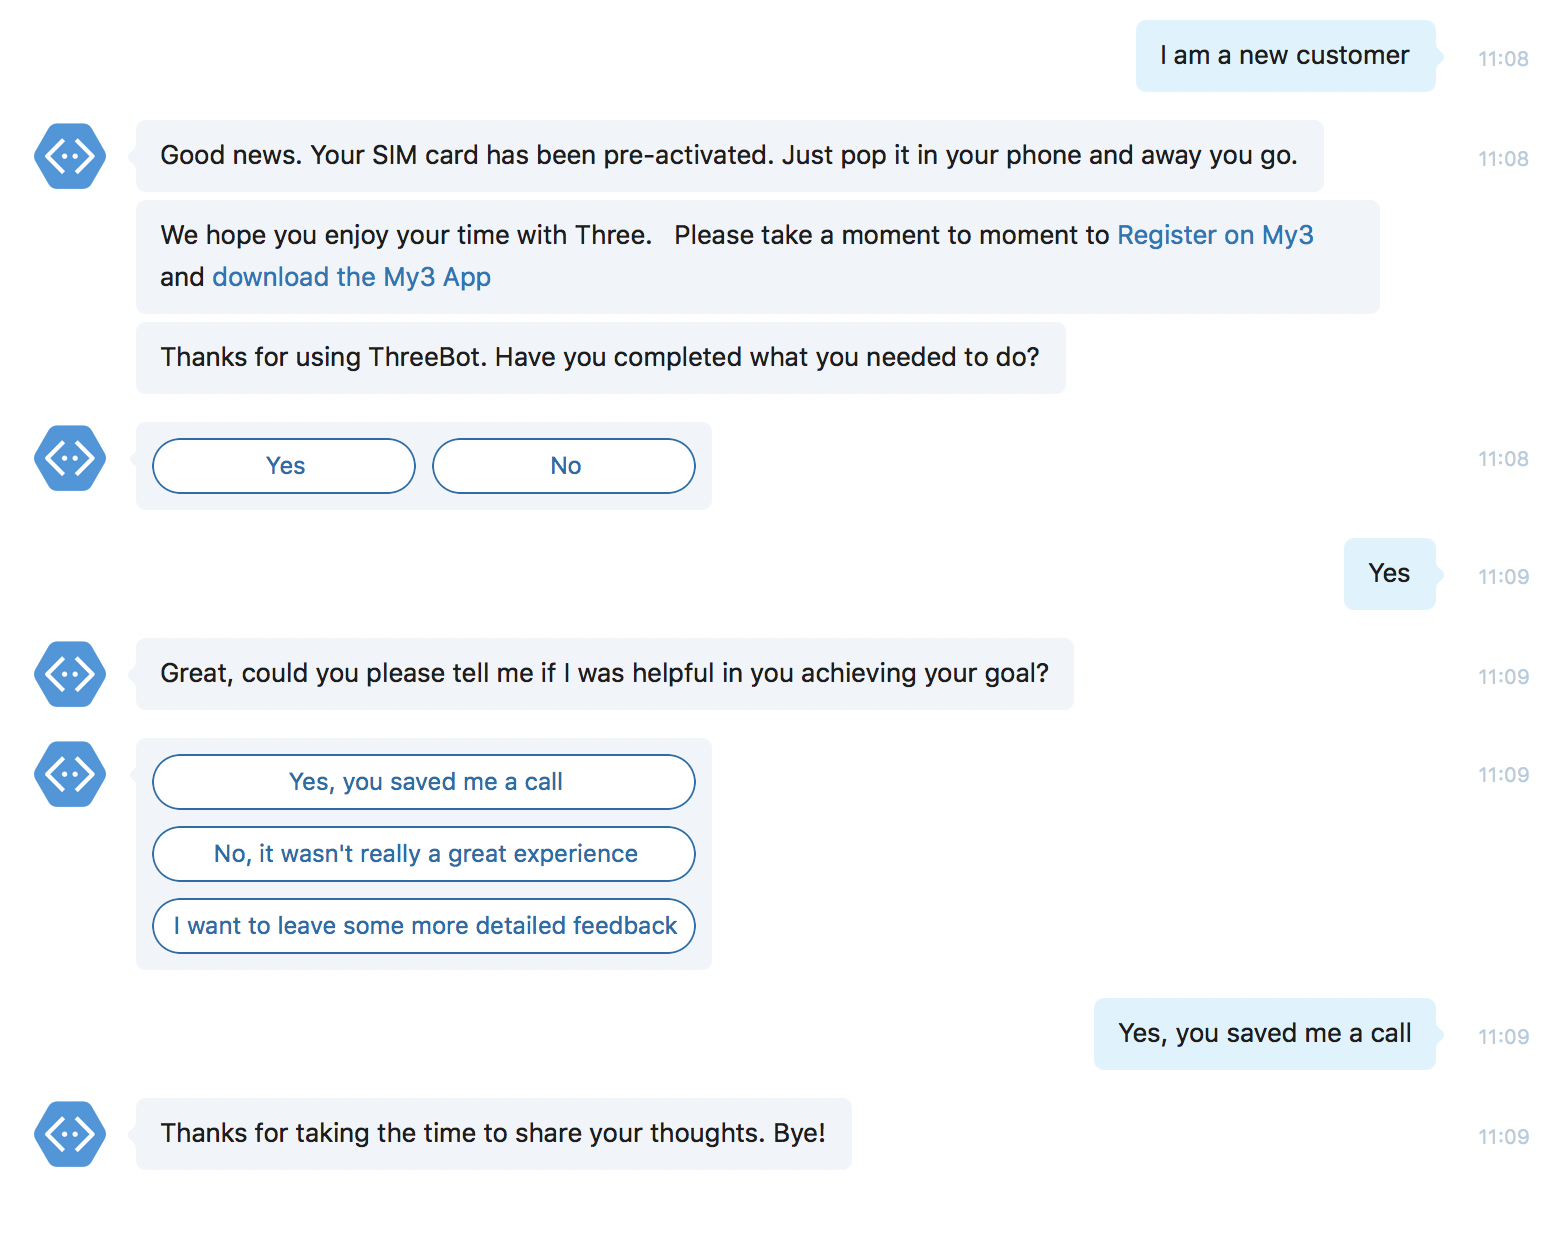 I am a new customer
11:08
Good news. Your SIM card has been pre-activated. Just pop it in your phone and away you go.
11:08
We hope you enjoy your time with Three.   Please take a moment to moment to Register on My3
and download the My3 App
Thanks for using ThreeBot. Have you completed what you needed to do?
Yes
No
11:08
Yes
11:09
Great, could you please tell me if I was helpful in you achieving your goal?
11:09
Yes, you saved me a call
11:09
No, it wasn't really a great experience
I want to leave some more detailed feedback
Yes, you saved me a call
11:09
Thanks for taking the time to share your thoughts. Bye!
11:09